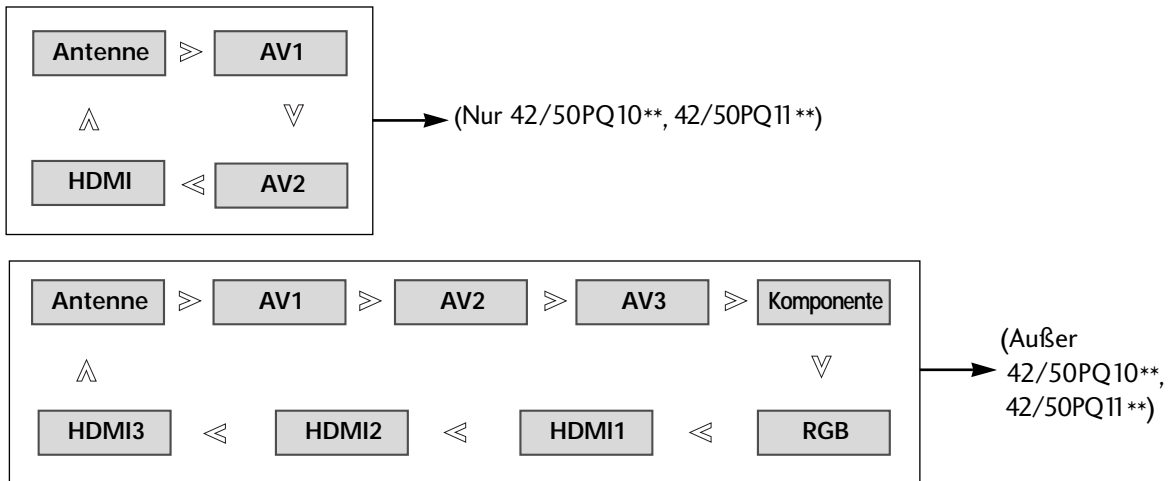 Antenne AV1
(Nur 42/50PQ10**, 42/50PQ11**)
HDMI AV2
Antenne AV1 AV2 AV3 Komponente
(Außer
42/50PQ10**,
42/50PQ11**)
HDMI3 HDMI2 HDMI1 RGB